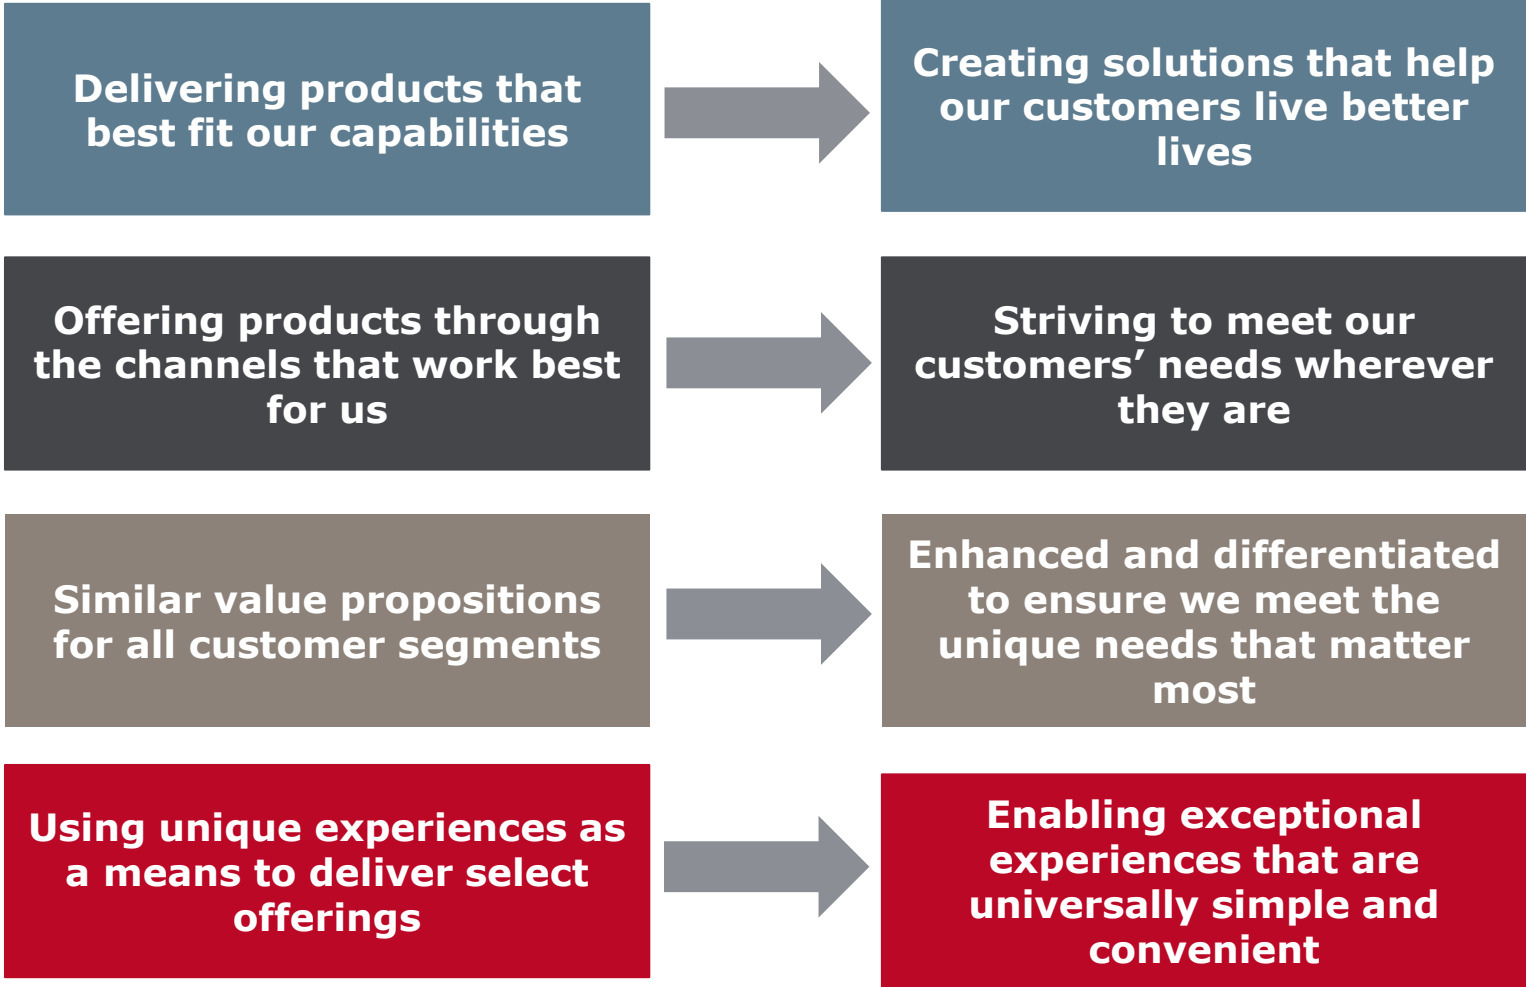 Delivering products that
best fit our capabilities
Creating solutions that help
our customers live better
lives
Offering products through
the channels that work best
for us
Striving to meet our
customers’ needs wherever
they are
Similar value propositions
for all customer segments
Enhanced and differentiated
to ensure we meet the
unique needs that matter
most
Using unique experiences as
a means to deliver select
offerings
Enabling exceptional
experiences that are
universally simple and
convenient